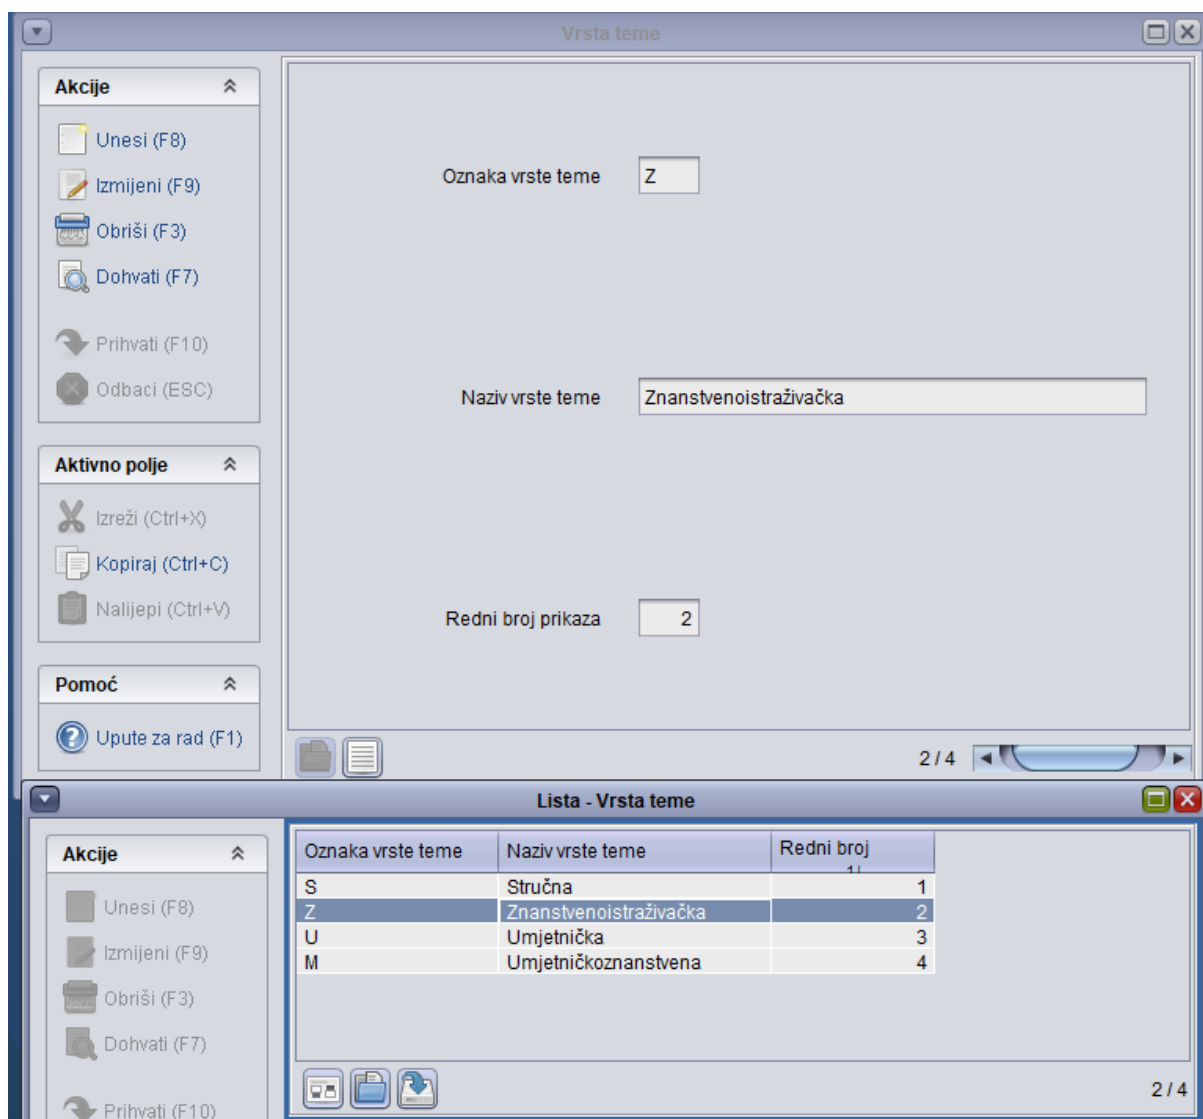 Vrsta teme
Akcije
Unesi (F8)
Izmijeni (F9)
Obriši (F3)
Dohvati (F7)
Prihvati (F10)
Odbaci (ESC)
Aktivno polje
Izreži (Ctrl+X)
Kopiraj (Ctrl+C)
Nalijepi (Ctrl+V)
Pomoć
Upute za rad (F1)
Oznaka vrste teme Z
Naziv vrste teme Znanstvenoistraživačka
Redni broj prikaza 2
2 / 4
Lista - Vrsta teme
Akcije
Unesi (F8)
Izmijeni (F9)
Obriši (F3)
Dohvati (F7)
Prihvati (F10)
Oznaka vrste teme Naziv vrste teme Redni broj
S Stručna 1
Z Znanstvenoistraživačka 2
U Umjetnička 3
M Umjetničkoznanstvena 4
2 / 4